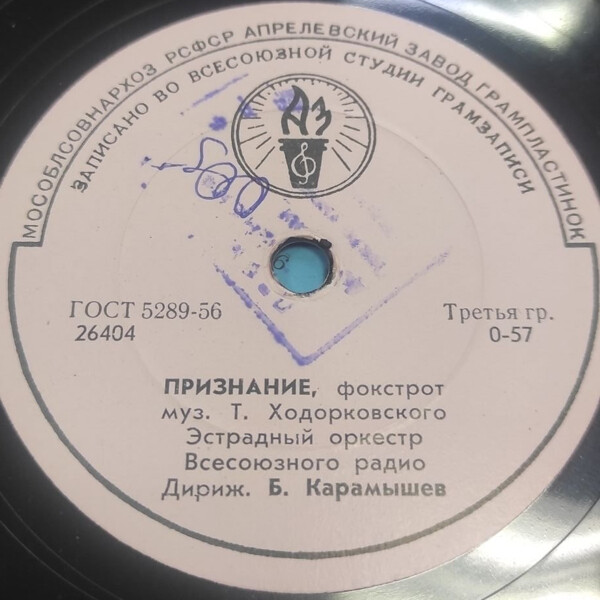 МОСОБЛСОВНАРХОЗ РСФСР АПРЕЛЕВСКИЙ ЗАВОД ГРАМПЛАСТИНОК
ЗАПИСАНО ВО ВСЕСОЮЗНОЙ СТУДИИ ГРАМЗАПИСИ
АЗ
ГОСТ 5289-56
26404
Третья гр.
0-57
ПРИЗНАНИЕ, фокстрот
муз. Т. Ходорковского
Эстрадный оркестр
Всесоюзного радио
Дириж. Б. Карамышев